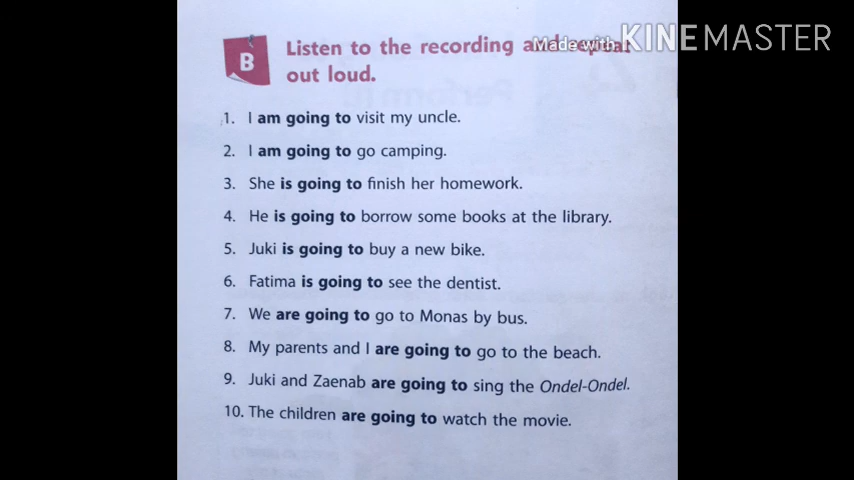 B
Listen to the recording and repeat
out loud.
Made with KINEMASTER
1. I am going to visit my uncle.
2. I am going to go camping.
3. She is going to finish her homework.
4. He is going to borrow some books at the library.
5. Juki is going to buy a new bike.
6. Fatima is going to see the dentist.
7. We are going to go to Monas by bus.
8. My parents and I are going to go to the beach.
9. Juki and Zaenab are going to sing the Ondel-Ondel.
10. The children are going to watch the movie.